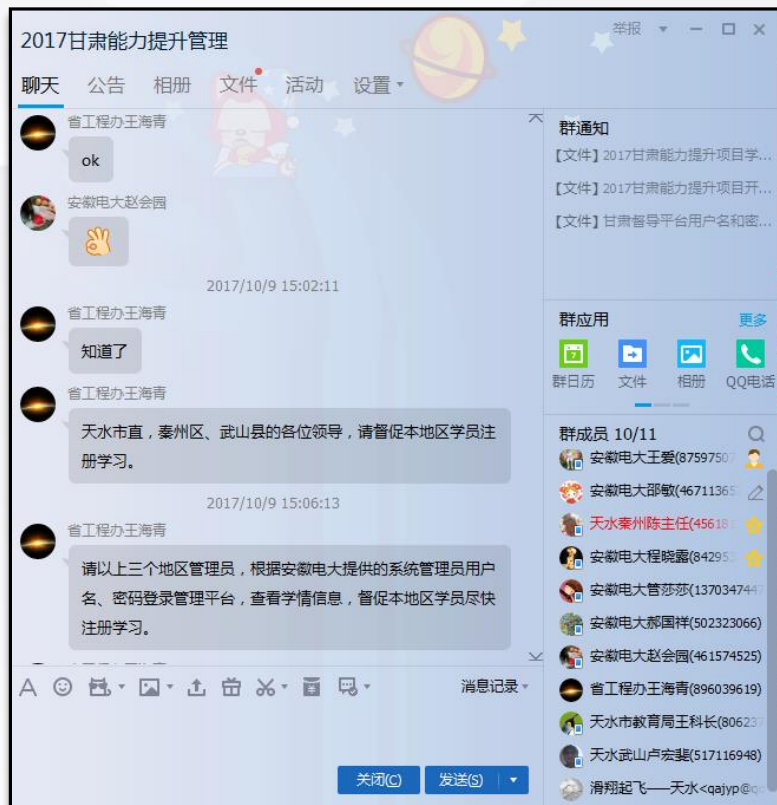 2017甘肃能力提升管理
举报
聊天 公告 相册 文件 活动 设置
省工程办王海青
ok
安徽电大赵会园
2017/10/9 15:02:11
省工程办王海青
知道了
省工程办王海青
天水市直，秦州区、武山县的各位领导，请督促本地区学员注
册学习。
2017/10/9 15:06:13
省工程办王海青
请以上三个地区管理员，根据安徽电大提供的系统管理员用户
名、密码登录管理平台，查看学情信息，督促本地区学员尽快
注册学习。
消息记录
关闭(C) 发送(S)
群通知
【文件】2017甘肃能力提升项目学...
【文件】2017甘肃能力提升项目开...
【文件】甘肃督导平台用户名和密...
群应用 更多
7
群日历 文件 相册 QQ电话
群成员 10/11
安徽电大王爱(87597507
安徽电大邵敏(46711365
天水秦州陈主任(45618
安徽电大程晓露(84295
安徽电大管莎莎(1370347447
安徽电大郝国祥(502323066)
安徽电大赵会园(461574525)
省工程办王海青(896039619)
天水市教育局王科长(806237
天水武山卢宏斐(517116948)
滑翔起飞——天水<qajyp@q